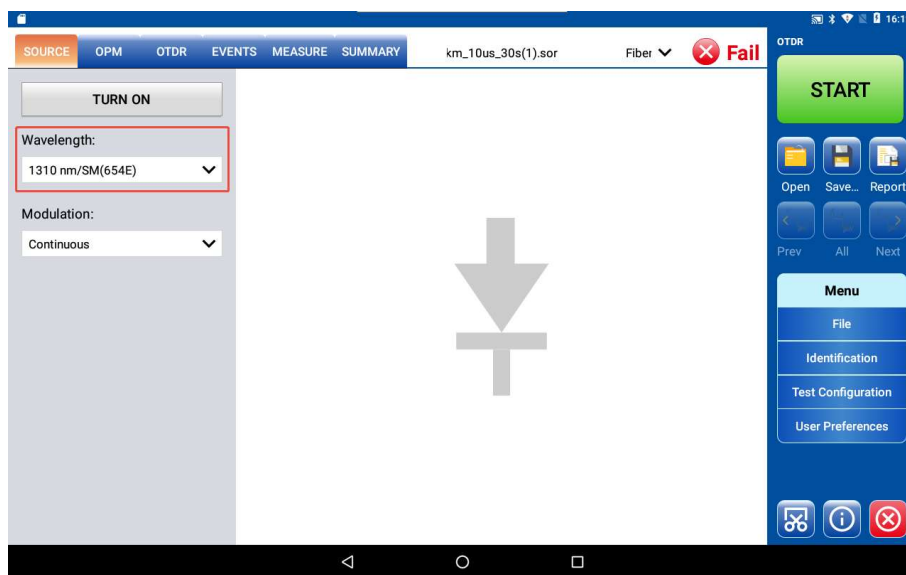 16:1
SOURCE OPM OTDR EVENTS MEASURE SUMMARY km_10us_30s(1).sor Fiber Fail
OTDR
START
TURN ON
Wavelength:
1310 nm/SM(654E)
Modulation:
Continuous
Open Save... Report
Prev All Next
Menu
File
Identification
Test Configuration
User Preferences